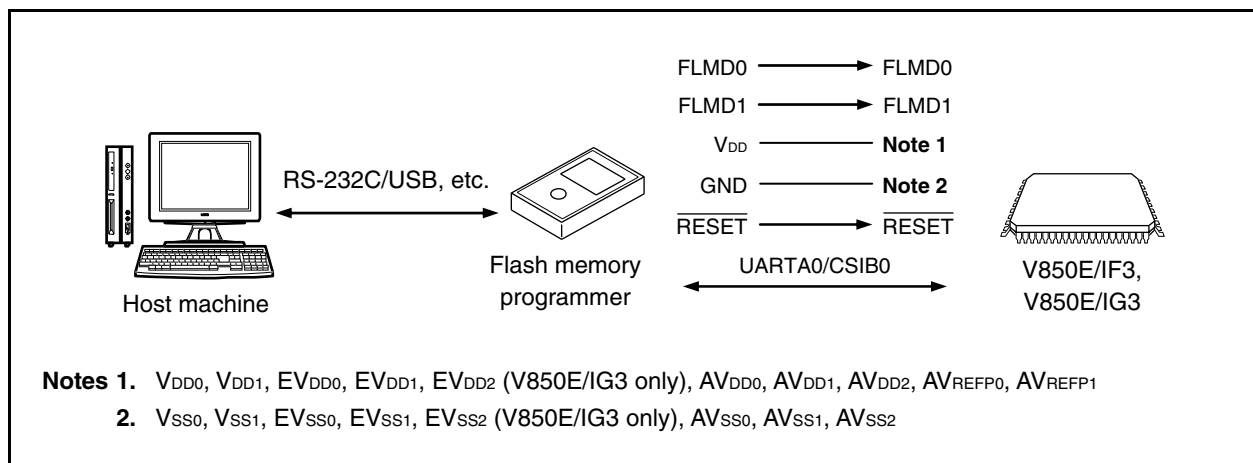 FLMD0 FLMD0
FLMD1 FLMD1
VDD Note 1
GND Note 2
RESET RESET
RS-232C/USB, etc.
UARTA0/CSIB0
Host machine
Flash memory
programmer
V850E/IF3,
V850E/IG3
Notes 1. VDD0, VDD1, EVDD0, EVDD1, EVDD2 (V850E/IG3 only), AVDD0, AVDD1, AVDD2, AVREFP0, AVREFP1
2. VSS0, VSS1, EVSS0, EVSS1, EVSS2 (V850E/IG3 only), AVSS0, AVSS1, AVSS2